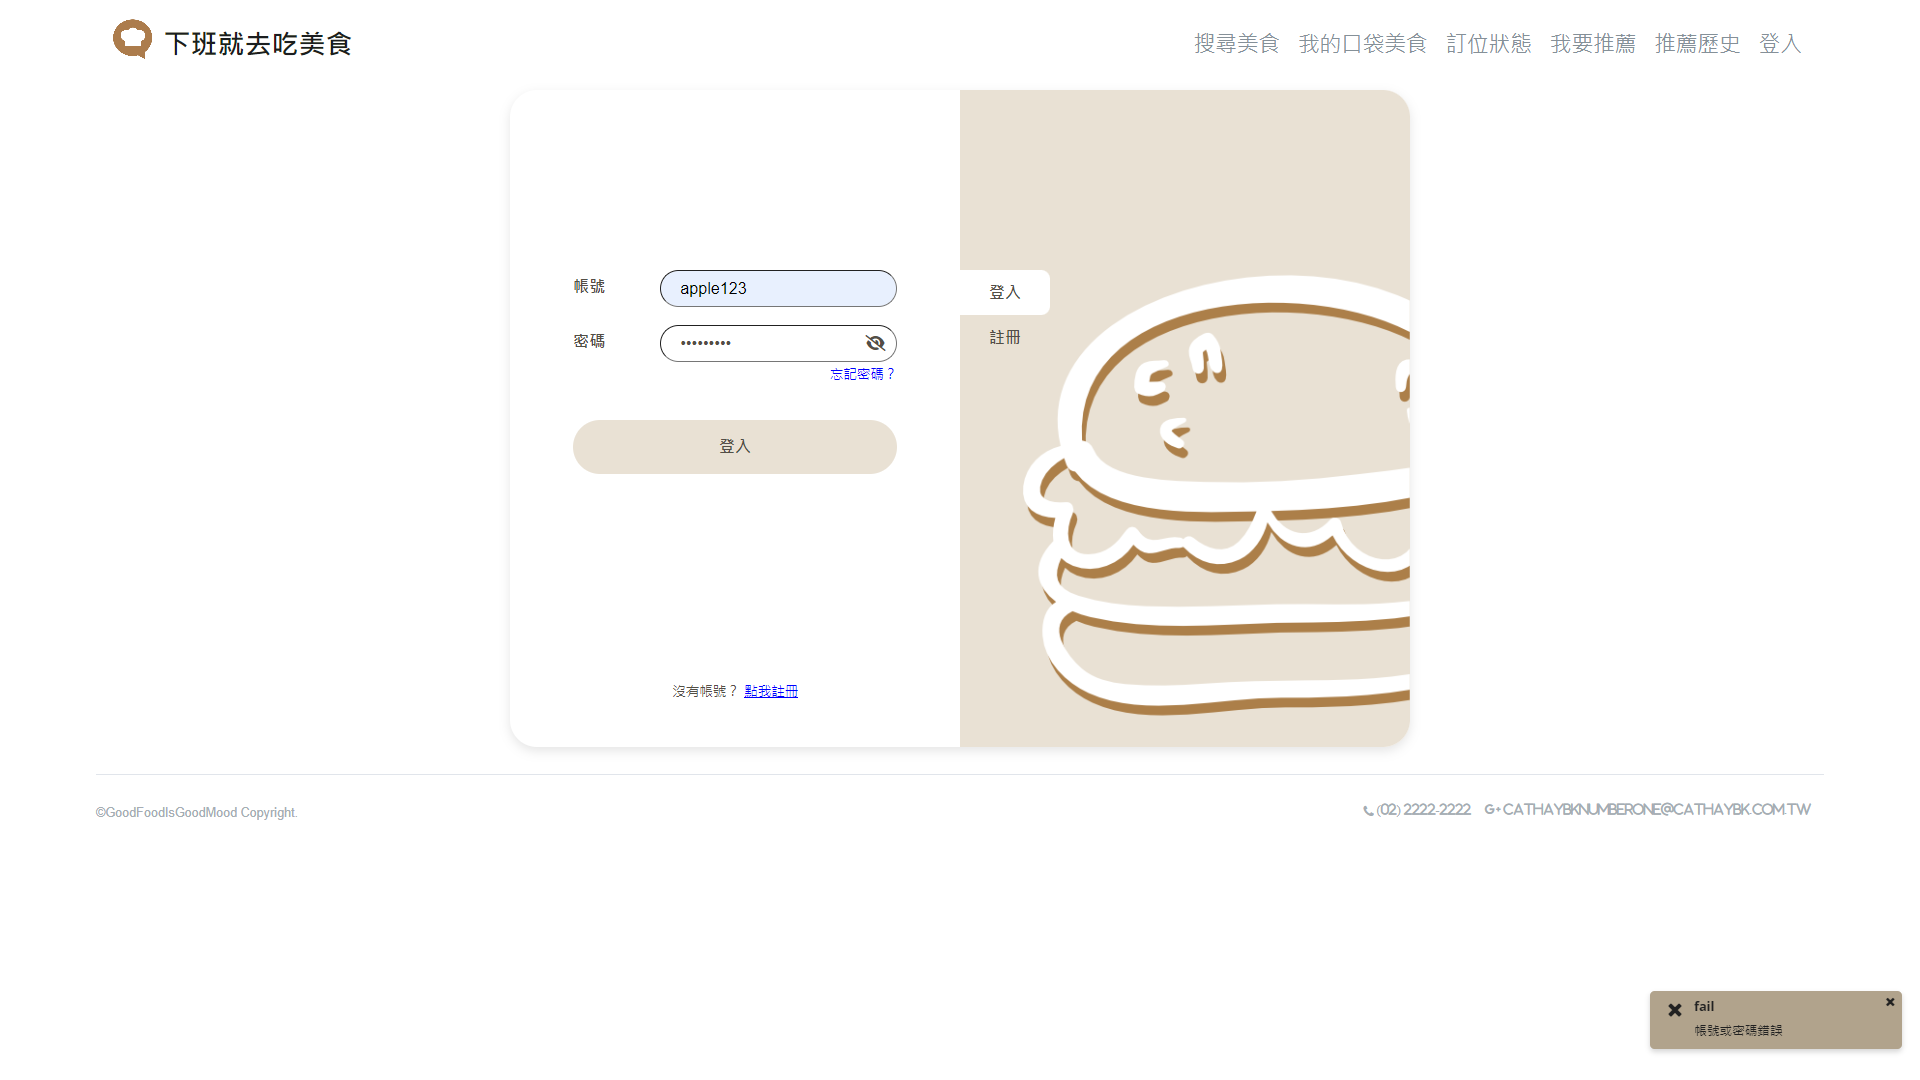 下班就去吃美食
搜尋美食 我的口袋美食 訂位狀態 我要推薦 推薦歷史 登入
帳號 apple123
密碼 •••••••••
忘記密碼？
登入
沒有帳號？ 點我註冊
登入
註冊
©GoodFoodIsGoodMood Copyright.
(02) 2222-2222 G+ CATHAYBKNUMBERONE@CATHAYBK.COM.TW
fail
帳號或密碼錯誤